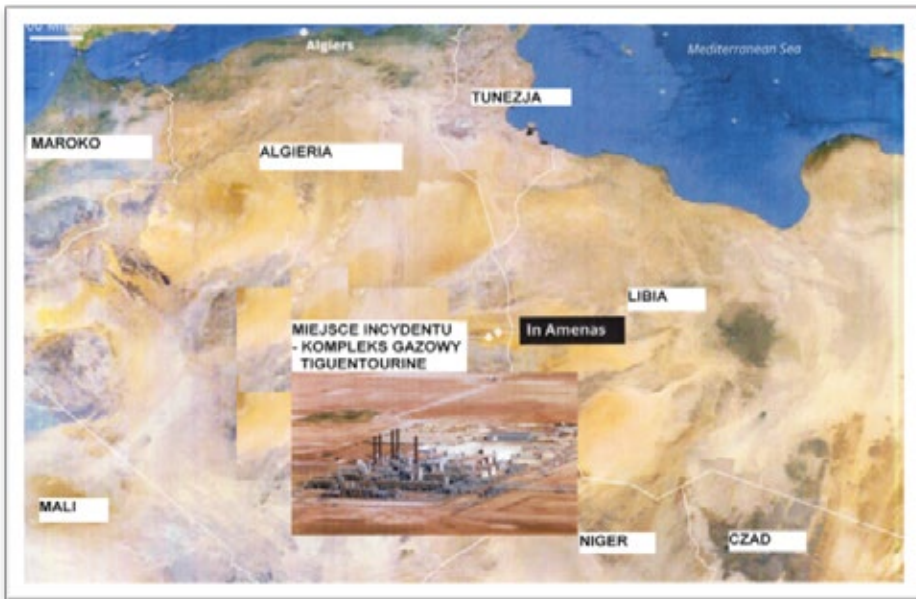 Algiers
Mediterranean Sea
TUNEZJA
MAROKO
ALGIERIA
LIBIA
In Amenas
MIEJSCE INCYDENTU
- KOMPLEKS GAZOWY
TIGUENTOURINE
MALI
NIGER
CZAD